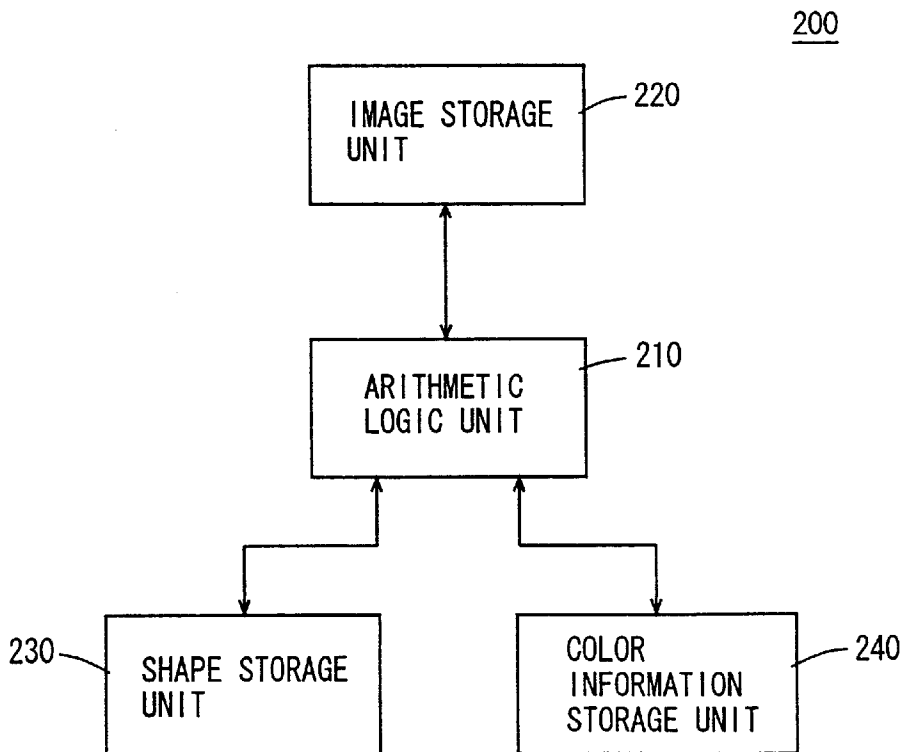 200
IMAGE STORAGE
UNIT
220
ARITHMETIC
LOGIC UNIT
210
230
SHAPE STORAGE
UNIT
COLOR
INFORMATION
STORAGE UNIT
240